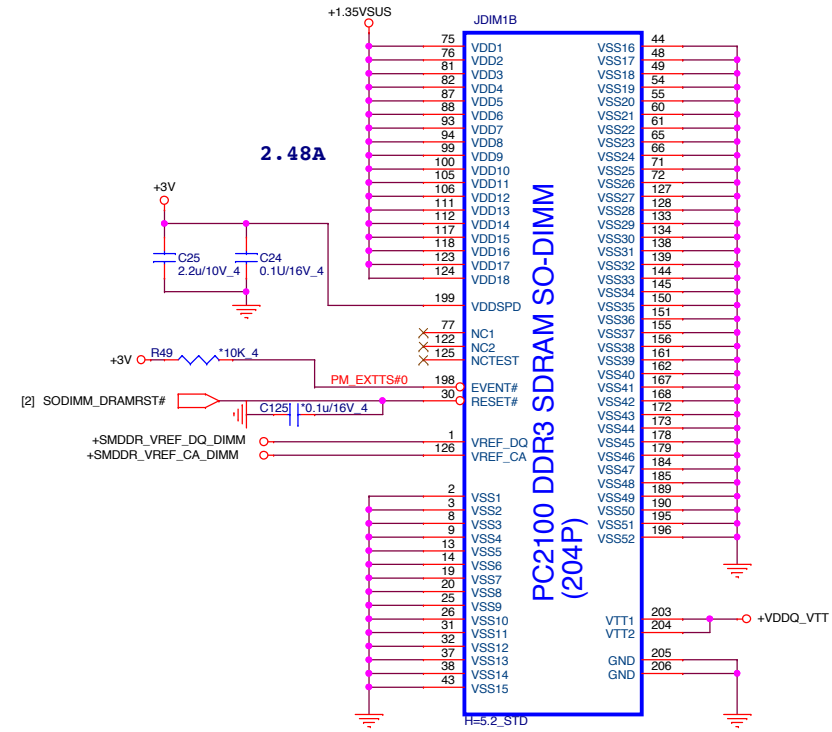 +1.35VSUS
JDIM1B
75 VDD1
76 VDD2
81 VDD3
82 VDD4
87 VDD5
88 VDD6
93 VDD7
94 VDD8
99 VDD9
100 VDD10
105 VDD11
106 VDD12
111 VDD13
112 VDD14
117 VDD15
118 VDD16
123 VDD17
124 VDD18
2.48A
+3V
C25
2.2u/10V_4
C24
0.1U/16V_4
199 VDDSPD
77 NC1
122 NC2
125 NCTEST
+3V R49 *10K_4
PM_EXTTS#0 198 EVENT#
[2] SODIMM_DRAMRST# 30 RESET#
C125 *0.1u/16V_4
+SMDDR_VREF_DQ_DIMM 1 VREF_DQ
+SMDDR_VREF_CA_DIMM 126 VREF_CA
2 VSS1
3 VSS2
8 VSS3
9 VSS4
13 VSS5
14 VSS6
19 VSS7
20 VSS8
25 VSS9
26 VSS10
31 VSS11
32 VSS12
37 VSS13
38 VSS14
43 VSS15
PC2100 DDR3 SDRAM SO-DIMM
(204P)
VSS16 44
VSS17 48
VSS18 49
VSS19 54
VSS20 55
VSS21 60
VSS22 61
VSS23 65
VSS24 66
VSS25 71
VSS26 72
VSS27 127
VSS28 128
VSS29 133
VSS30 134
VSS31 138
VSS32 139
VSS33 144
VSS34 145
VSS35 150
VSS36 151
VSS37 155
VSS38 156
VSS39 161
VSS40 162
VSS41 167
VSS42 168
VSS43 172
VSS44 173
VSS45 178
VSS46 179
VSS47 184
VSS48 185
VSS49 189
VSS50 190
VSS51 195
VSS52 196
VTT1 203
VTT2 204
+VDDQ_VTT
GND 205
GND 206
H=5.2_STD